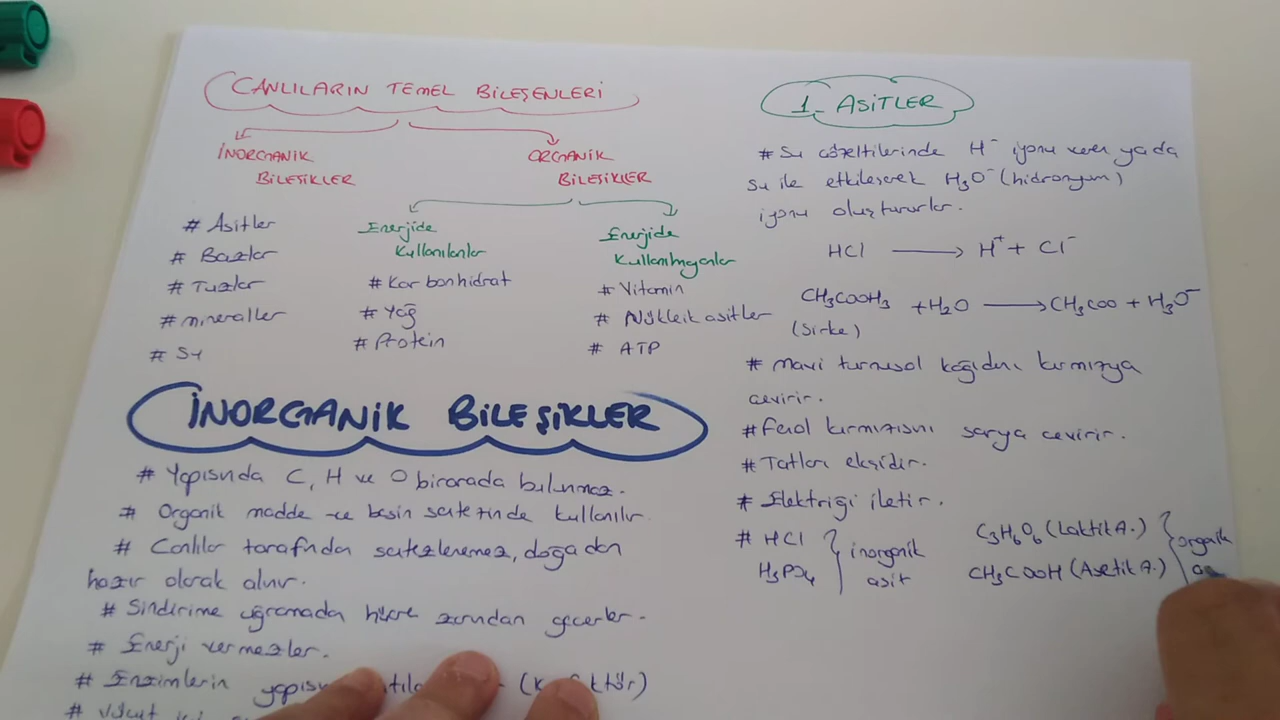 CANLILARIN TEMEL BİLEŞENLERİ
İNORGANİK
BİLEŞİKLER
ORGANİK
BİLEŞİKLER
# Asitler
# Bazlar
# Tuzlar
# mineraller
# Su
Enerjide
Kullanılanlar
# Karbonhidrat
# Yağ
# Protein
Enerjide
Kullanılmayanlar
# Vitamin
# Nükleik asitler
# ATP
İNORGANİK BİLEŞİKLER
# Yapısında C, H ve O birarada bulunmaz.
# Organik madde ve besin sentezinde kullanılır.
# Canlılar tarafından sentezlenemez, doğadan
hazır olarak alınır.
# Sindirime uğramadan hücre zarından geçerler.
# Enerji vermezler.
# Enzimlerin
1- ASİTLER
# Su çözeltilerinde H⁻ iyonu veren ya da
su ile etkileşerek H₃O⁻ (hidronyum)
iyonu oluştururlar.
HCl → H⁺ + Cl⁻
CH₃COOH₃ + H₂O → CH₃COO + H₃O⁻
(Sirke)
# mavi turnusol kağıdını kırmızıya
çevirir.
# Fenol kırmızısını sarıya çevirir.
# Tatları ekşidir.
# Elektriği iletir.
# HCl
H₃PO₄
inorganik
asit
C₃H₆O₆ (Laktik A.)
CH₃COOH (Asetik A.)
organik